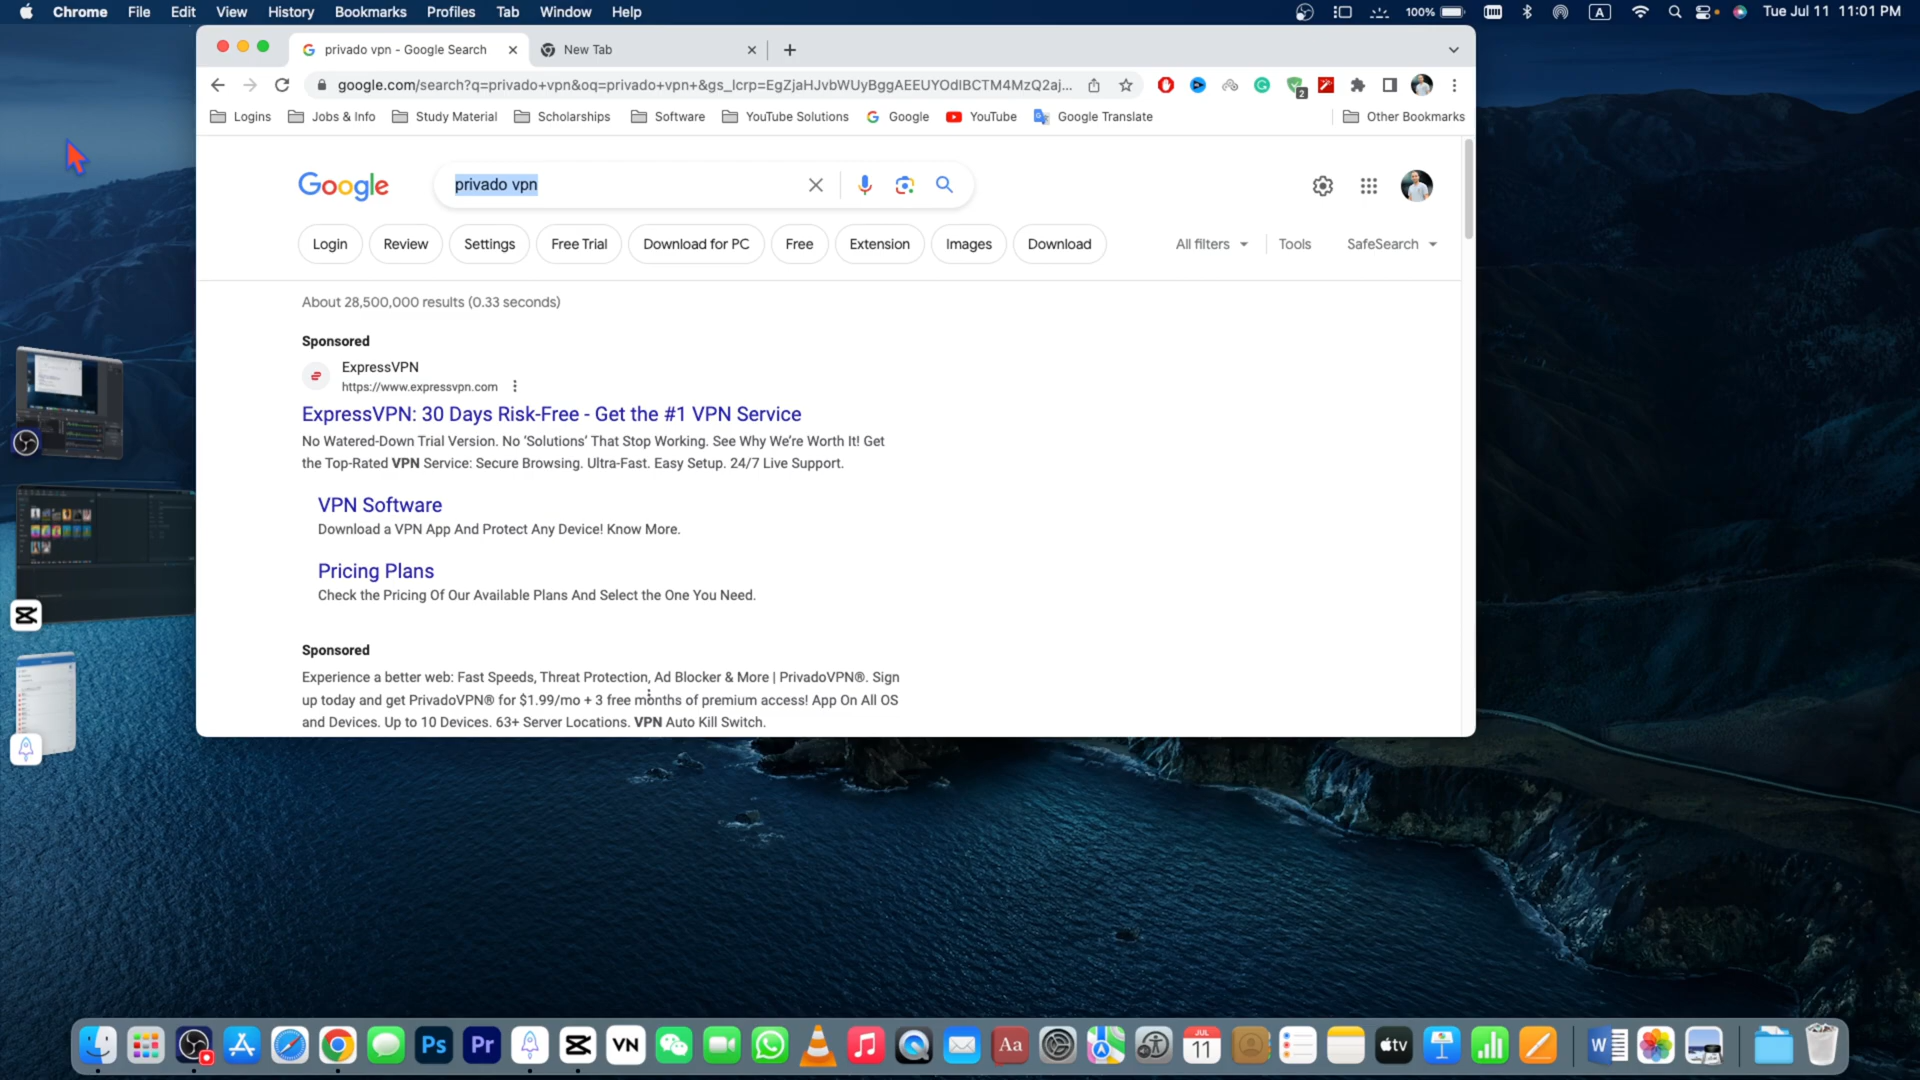 Chrome File Edit View History Bookmarks Profiles Tab Window Help 100% A Tue Jul 11 11:01 PM
privado vpn - Google Search New Tab
google.com/search?q=privado+vpn&oq=privado+vpn+&gs_lcrp=EgZjaHJvbWUyBggAEEUYOdIBCTM4MzQ2aj... 2
Logins Jobs & Info Study Material Scholarships Software YouTube Solutions Google YouTube Google Translate Other Bookmarks
Google privado vpn
Login Review Settings Free Trial Download for PC Free Extension Images Download All filters Tools SafeSearch
About 28,500,000 results (0.33 seconds)
Sponsored
ExpressVPN
https://www.expressvpn.com
ExpressVPN: 30 Days Risk-Free - Get the #1 VPN Service
No Watered-Down Trial Version. No ‘Solutions’ That Stop Working. See Why We’re Worth It! Get
the Top-Rated VPN Service: Secure Browsing. Ultra-Fast. Easy Setup. 24/7 Live Support.
VPN Software
Download a VPN App And Protect Any Device! Know More.
Pricing Plans
Check the Pricing Of Our Available Plans And Select the One You Need.
Sponsored
Experience a better web: Fast Speeds, Threat Protection, Ad Blocker & More | PrivadoVPN®. Sign
up today and get PrivadoVPN® for $1.99/mo + 3 free months of premium access! App On All OS
and Devices. Up to 10 Devices. 63+ Server Locations. VPN Auto Kill Switch.
Ps Pr VN Aa JUL 11 tv W